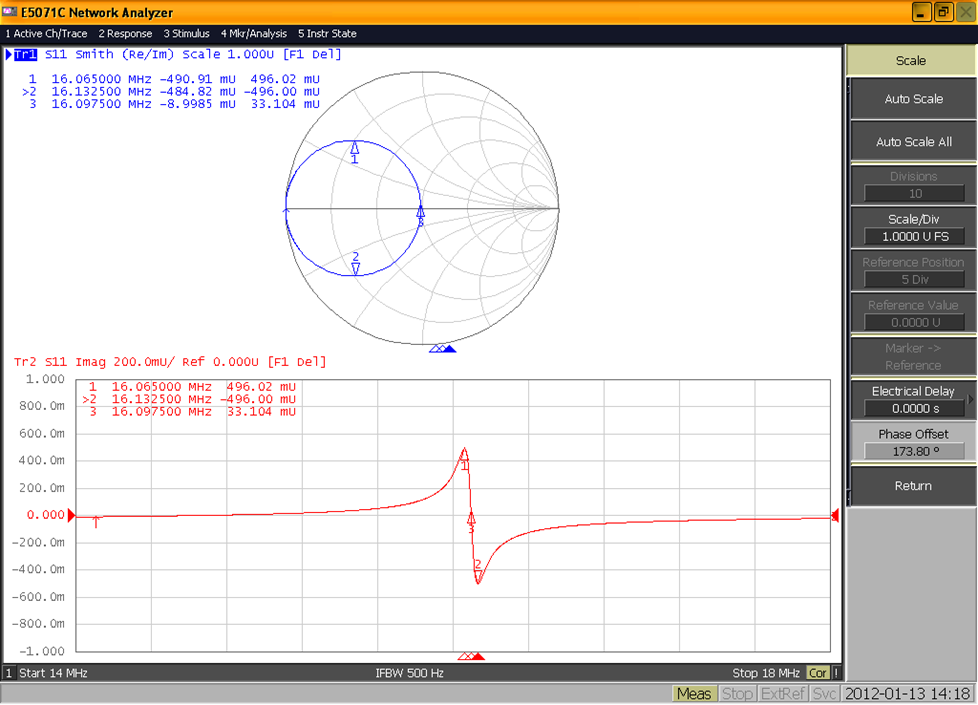 E5071C Network Analyzer
1 Active Ch/Trace 2 Response 3 Stimulus 4 Mkr/Analysis 5 Instr State
Tr1 S11 Smith (Re/Im) Scale 1.000U [F1 Del]
1 16.065000 MHz -490.91 mU 496.02 mU
>2 16.132500 MHz -484.82 mU -496.00 mU
3 16.097500 MHz -8.9985 mU 33.104 mU
1
2
3
Tr2 S11 Imag 200.0mU/ Ref 0.000U [F1 Del]
1 16.065000 MHz 496.02 mU
>2 16.132500 MHz -496.00 mU
3 16.097500 MHz 33.104 mU
1.000
800.0m
600.0m
400.0m
200.0m
0.000
-200.0m
-400.0m
-600.0m
-800.0m
-1.000
1
3
2
1 Start 14 MHz IFBW 500 Hz Stop 18 MHz Cor !
Scale
Auto Scale
Auto Scale All
Divisions
10
Scale/Div
1.0000 U FS
Reference Position
5 Div
Reference Value
0.0000 U
Marker ->
Reference
Electrical Delay
0.0000 s
Phase Offset
173.80 °
Return
Meas Stop ExtRef Svc 2012-01-13 14:18